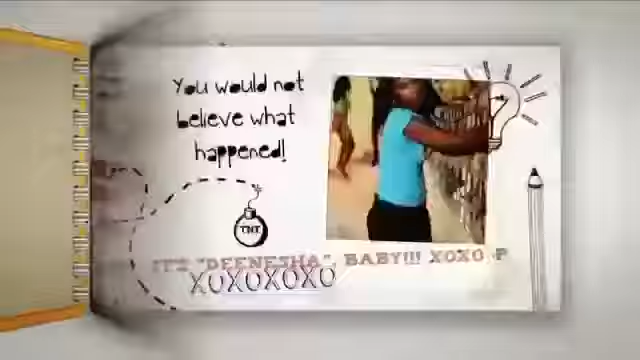 You would not
believe what
happened!
TNT
IT'S "DEENESHA", BABY!!! XOXO
XOXOXOXO